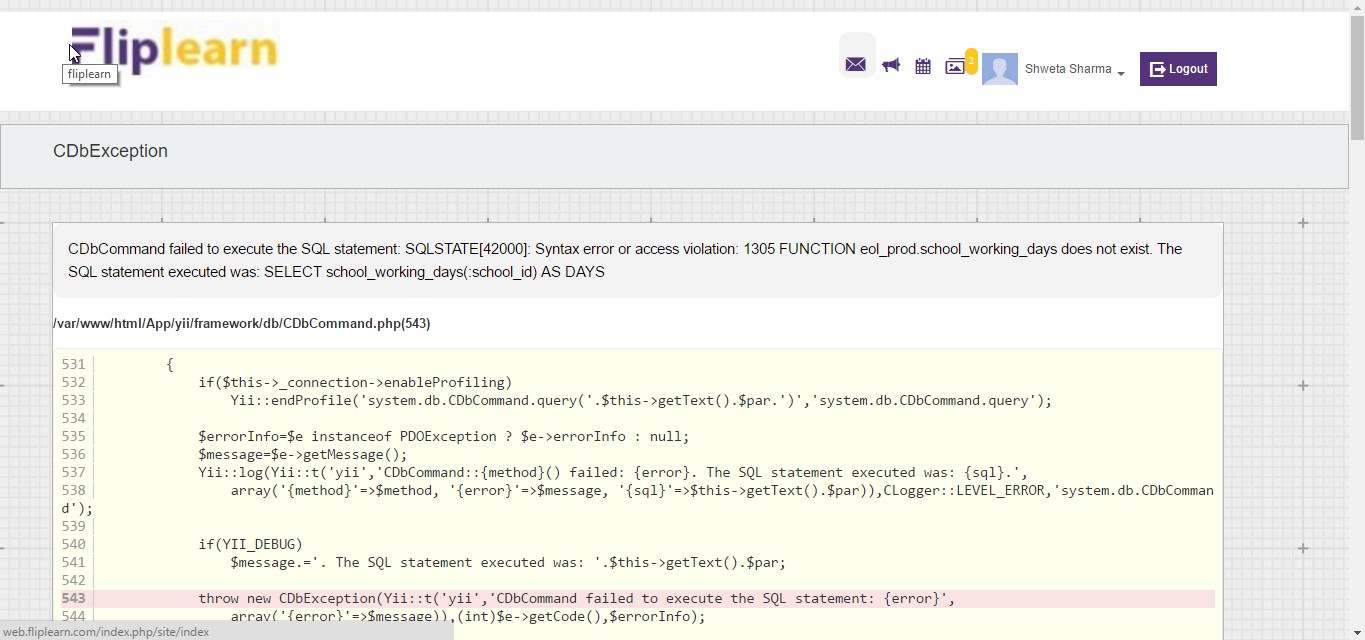 Fliplearn
fliplearn
2
Shweta Sharma
Logout
CDbException
CDbCommand failed to execute the SQL statement: SQLSTATE[42000]: Syntax error or access violation: 1305 FUNCTION eol_prod.school_working_days does not exist. The
SQL statement executed was: SELECT school_working_days(:school_id) AS DAYS
/var/www/html/App/yii/framework/db/CDbCommand.php(543)
531 {
532 if($this->_connection->enableProfiling)
533 Yii::endProfile('system.db.CDbCommand.query('.$this->getText().$par.')','system.db.CDbCommand.query');
534
535 $errorInfo=$e instanceof PDOException ? $e->errorInfo : null;
536 $message=$e->getMessage();
537 Yii::log(Yii::t('yii','CDbCommand::{method}() failed: {error}. The SQL statement executed was: {sql}.',
538 array('{method}'=>$method, '{error}'=>$message, '{sql}'=>$this->getText().$par)),CLogger::LEVEL_ERROR,'system.db.CDbComman
d');
539
540 if(YII_DEBUG)
541 $message.='. The SQL statement executed was: '.$this->getText().$par;
542
543 throw new CDbException(Yii::t('yii','CDbCommand failed to execute the SQL statement: {error}',
544 array('{error}'=>$message)),(int)$e->getCode(),$errorInfo);
web.fliplearn.com/index.php/site/index